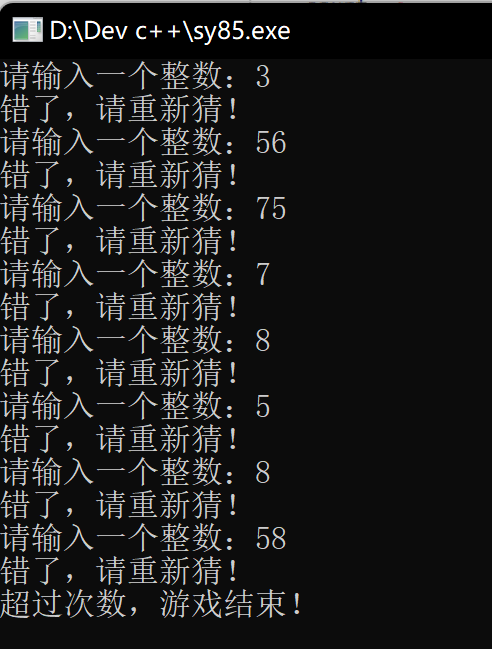 D:\Dev c++\sy85.exe
请输入一个整数：3
错了，请重新猜！
请输入一个整数：56
错了，请重新猜！
请输入一个整数：75
错了，请重新猜！
请输入一个整数：7
错了，请重新猜！
请输入一个整数：8
错了，请重新猜！
请输入一个整数：5
错了，请重新猜！
请输入一个整数：8
错了，请重新猜！
请输入一个整数：58
错了，请重新猜！
超过次数，游戏结束！